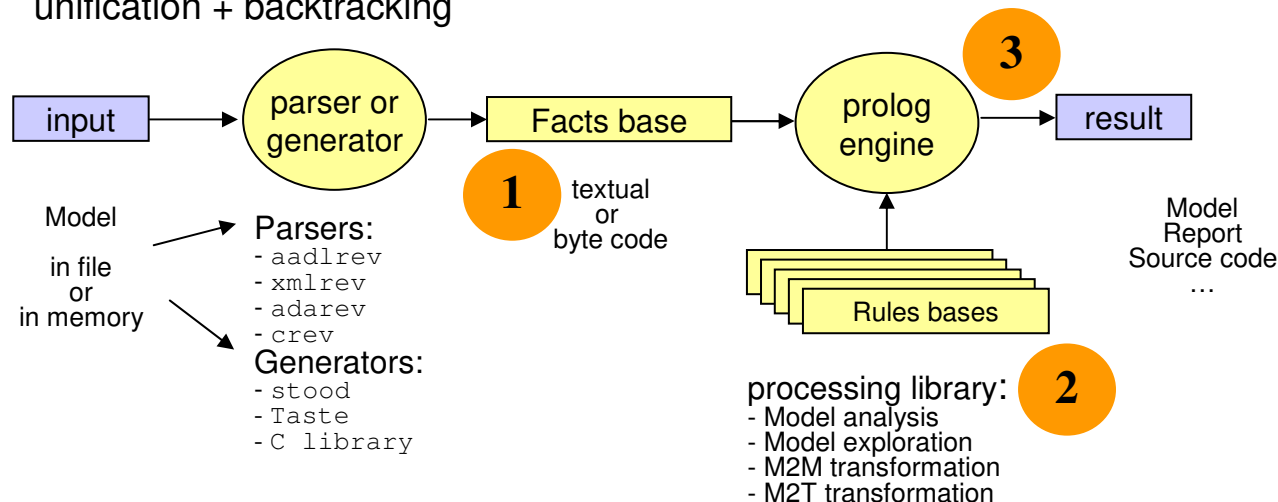 unification + backtracking
input
parser or
generator
Facts base
prolog
engine
3
result
1
textual
or
byte code
Model
in file
or
in memory
Parsers:
- aadlrev
- xmlrev
- adarev
- crev
Generators:
- stood
- Taste
- C library
Rules bases
Model
Report
Source code
…
processing library:
2
- Model analysis
- Model exploration
- M2M transformation
- M2T transformation